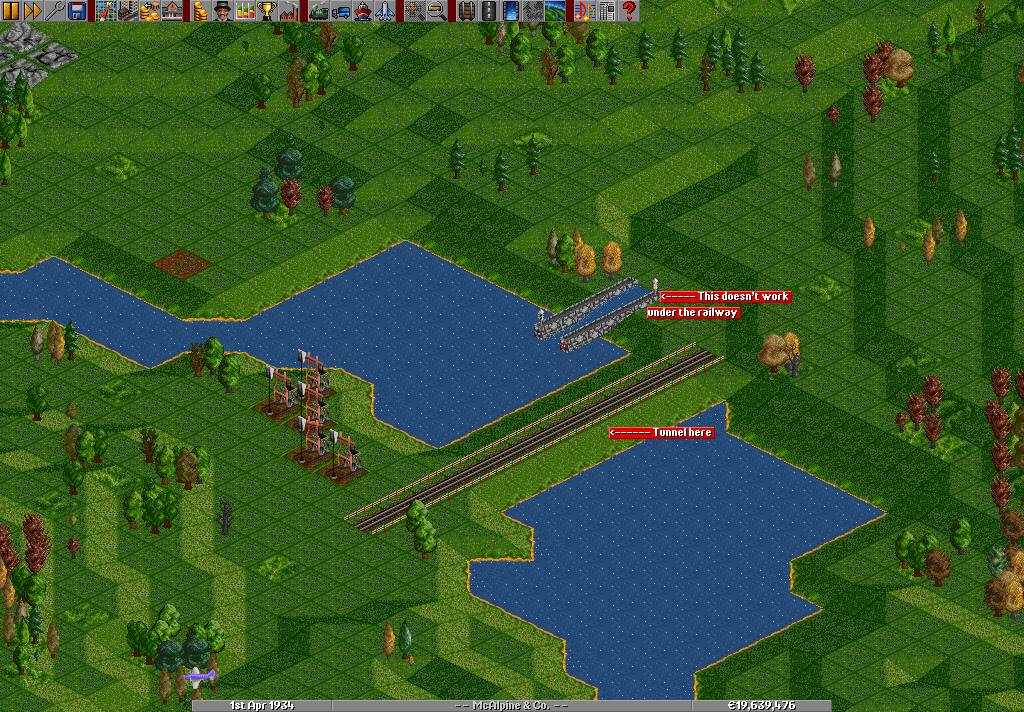 <----- This doesn't work
under the railway
<------ Tunnel here
1st Apr 1934
-- McAlpine & Co. --
€19,639,476